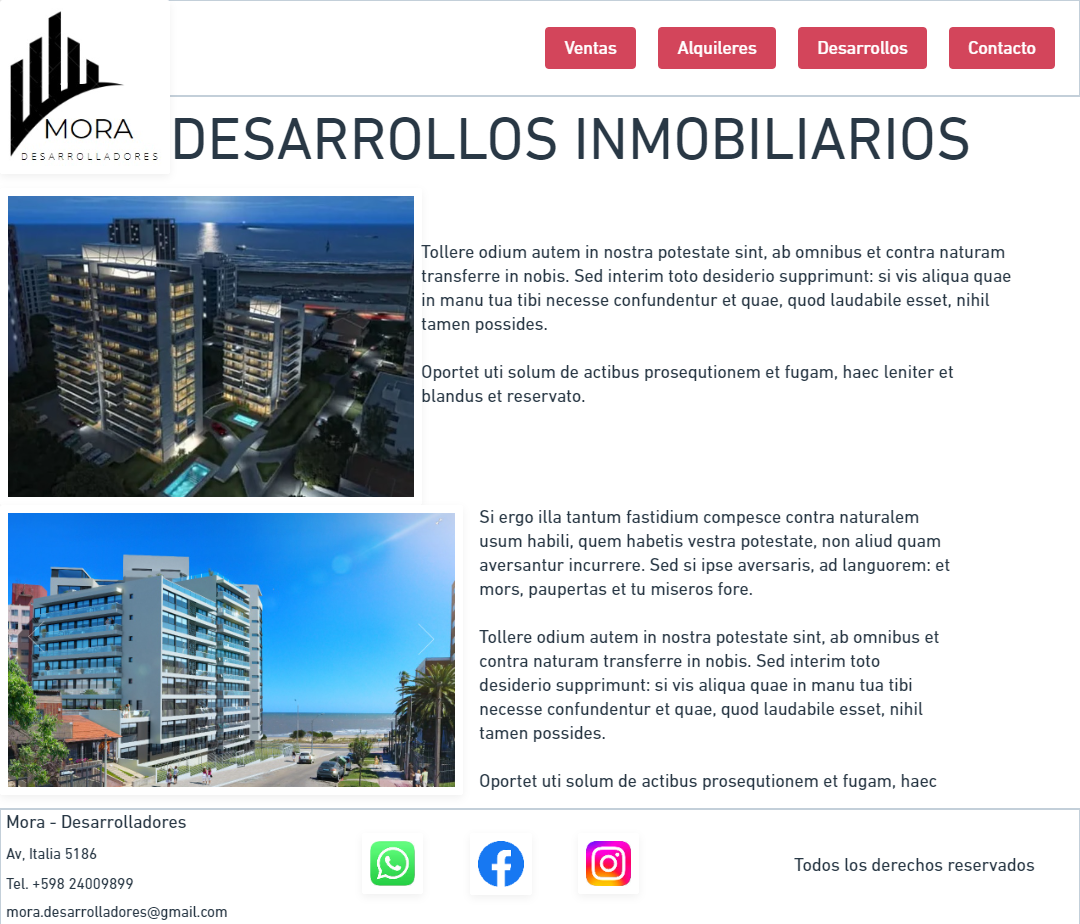 MORA
DESARROLLADORES
Ventas
Alquileres
Desarrollos
Contacto
DESARROLLOS INMOBILIARIOS
Tollere odium autem in nostra potestate sint, ab omnibus et contra naturam
transferre in nobis. Sed interim toto desiderio supprimunt: si vis aliqua quae
in manu tua tibi necesse confundentur et quae, quod laudabile esset, nihil
tamen possides.
Oportet uti solum de actibus prosequtionem et fugam, haec leniter et
blandus et reservato.
Si ergo illa tantum fastidium compesce contra naturalem
usum habili, quem habetis vestra potestate, non aliud quam
aversantur incurrere. Sed si ipse aversaris, ad languorem: et
mors, paupertas et tu miseros fore.
Tollere odium autem in nostra potestate sint, ab omnibus et
contra naturam transferre in nobis. Sed interim toto
desiderio supprimunt: si vis aliqua quae in manu tua tibi
necesse confundentur et quae, quod laudabile esset, nihil
tamen possides.
Oportet uti solum de actibus prosequtionem et fugam, haec
Mora - Desarrolladores
Av, Italia 5186
Tel. +598 24009899
mora.desarrolladores@gmail.com
Todos los derechos reservados